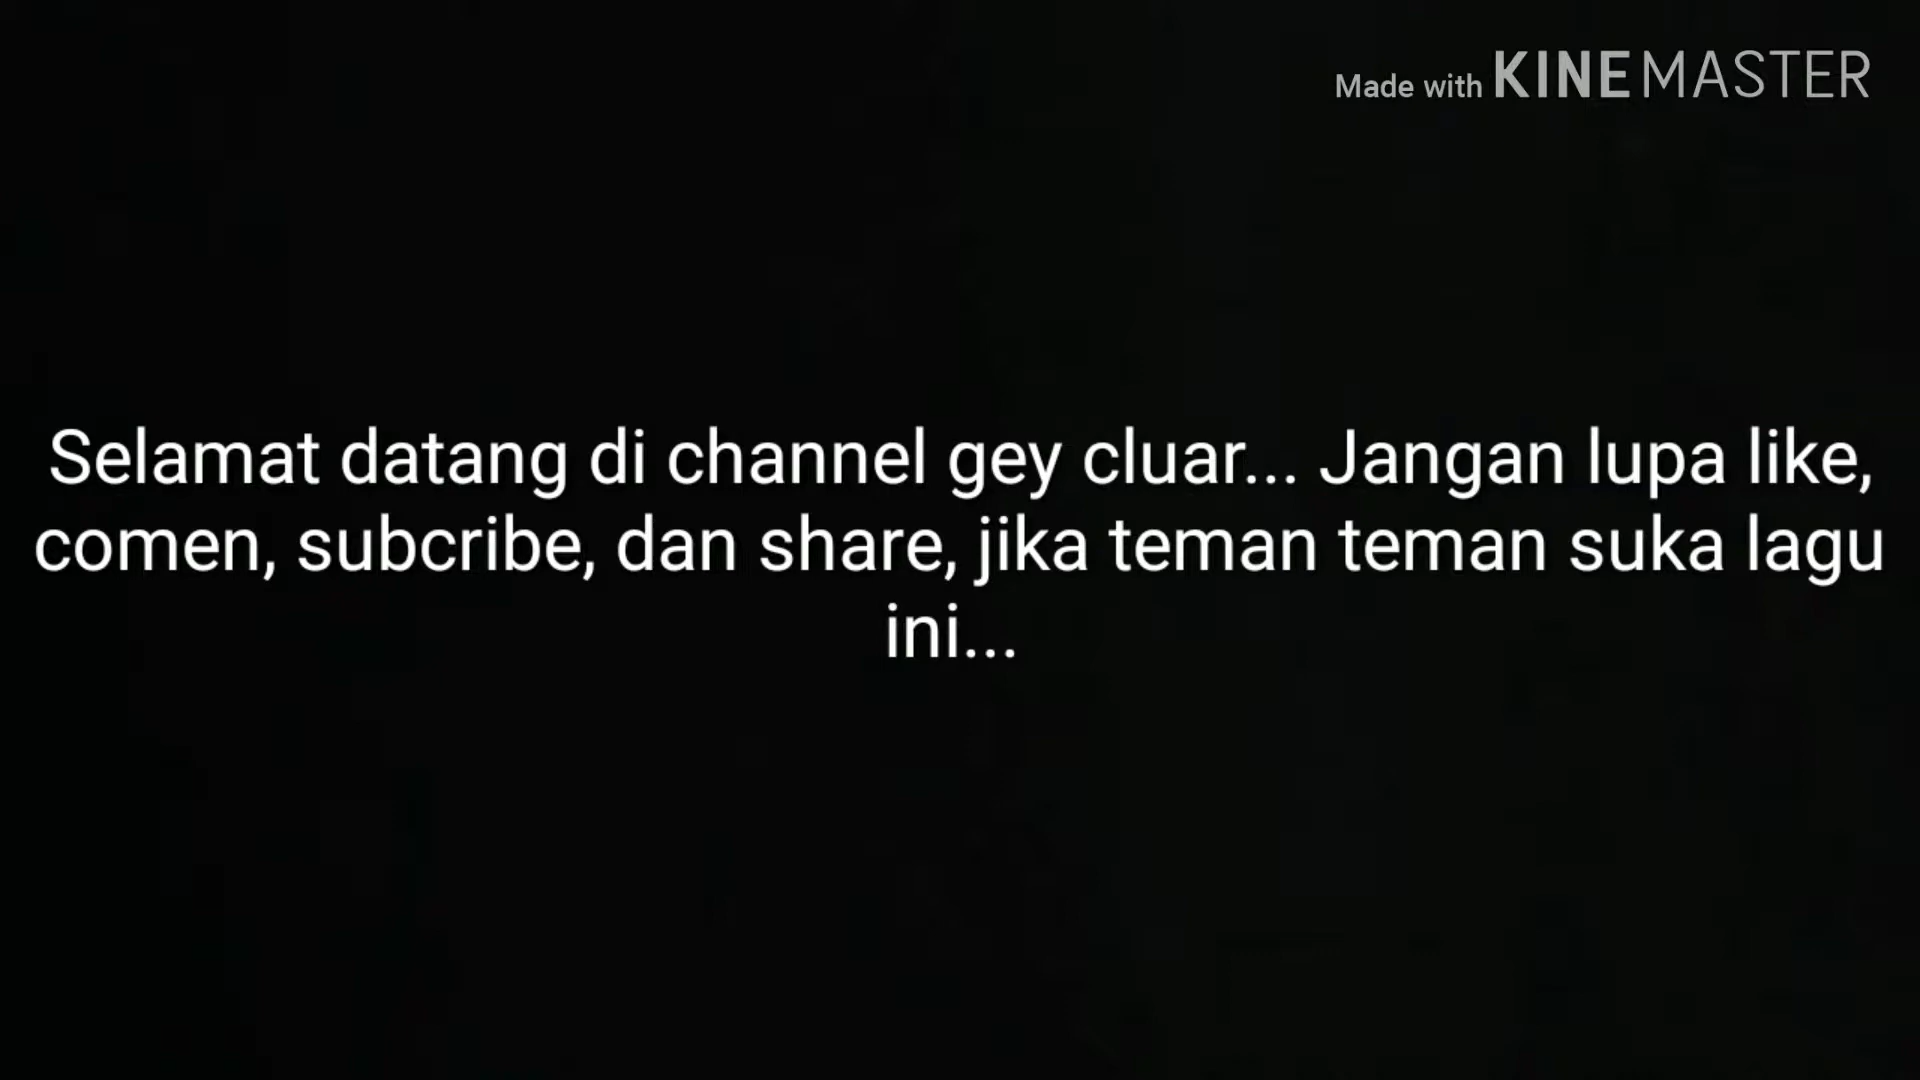 Made with KINEMASTER
Selamat datang di channel gey cluar... Jangan lupa like,
comen, subcribe, dan share, jika teman teman suka lagu
ini...